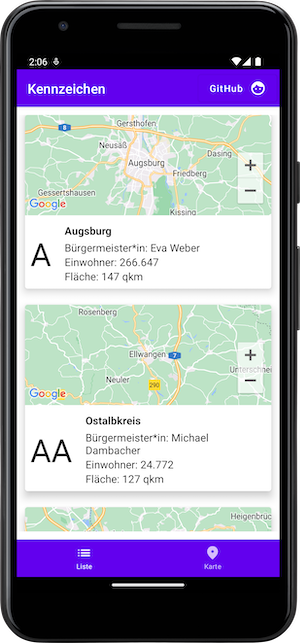 2:06
Kennzeichen
GitHub
Gersthofen
8
Neusäß
Dasing
Augsburg
Friedberg
Gessertshausen
Kissing
Google
+
−
A
Augsburg
Bürgermeister*in: Eva Weber
Einwohner: 266.647
Fläche: 147 qkm
Rosenberg
Ellwangen
7
Unterschnei
Neuler
290
Google
+
−
AA
Ostalbkreis
Bürgermeister*in: Michael
Dambacher
Einwohner: 24.772
Fläche: 127 qkm
Heigenbrüc
Liste
Karte